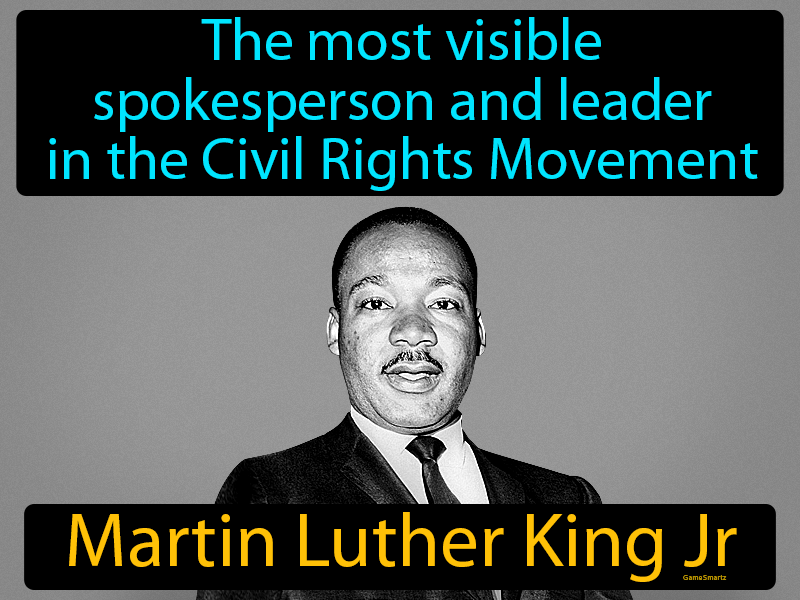 The most visible
spokesperson and leader
in the Civil Rights Movement
Martin Luther King Jr
GameSmartz